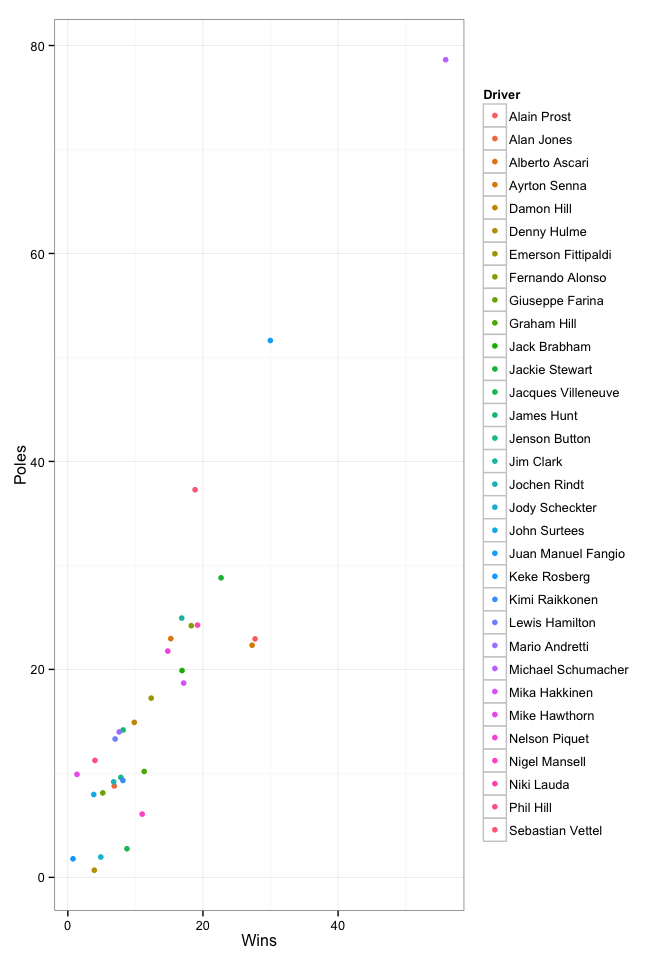 80
60
40
20
0
Poles
0 20 40
Wins
Driver
Alain Prost
Alan Jones
Alberto Ascari
Ayrton Senna
Damon Hill
Denny Hulme
Emerson Fittipaldi
Fernando Alonso
Giuseppe Farina
Graham Hill
Jack Brabham
Jackie Stewart
Jacques Villeneuve
James Hunt
Jenson Button
Jim Clark
Jochen Rindt
Jody Scheckter
John Surtees
Juan Manuel Fangio
Keke Rosberg
Kimi Raikkonen
Lewis Hamilton
Mario Andretti
Michael Schumacher
Mika Hakkinen
Mike Hawthorn
Nelson Piquet
Nigel Mansell
Niki Lauda
Phil Hill
Sebastian Vettel